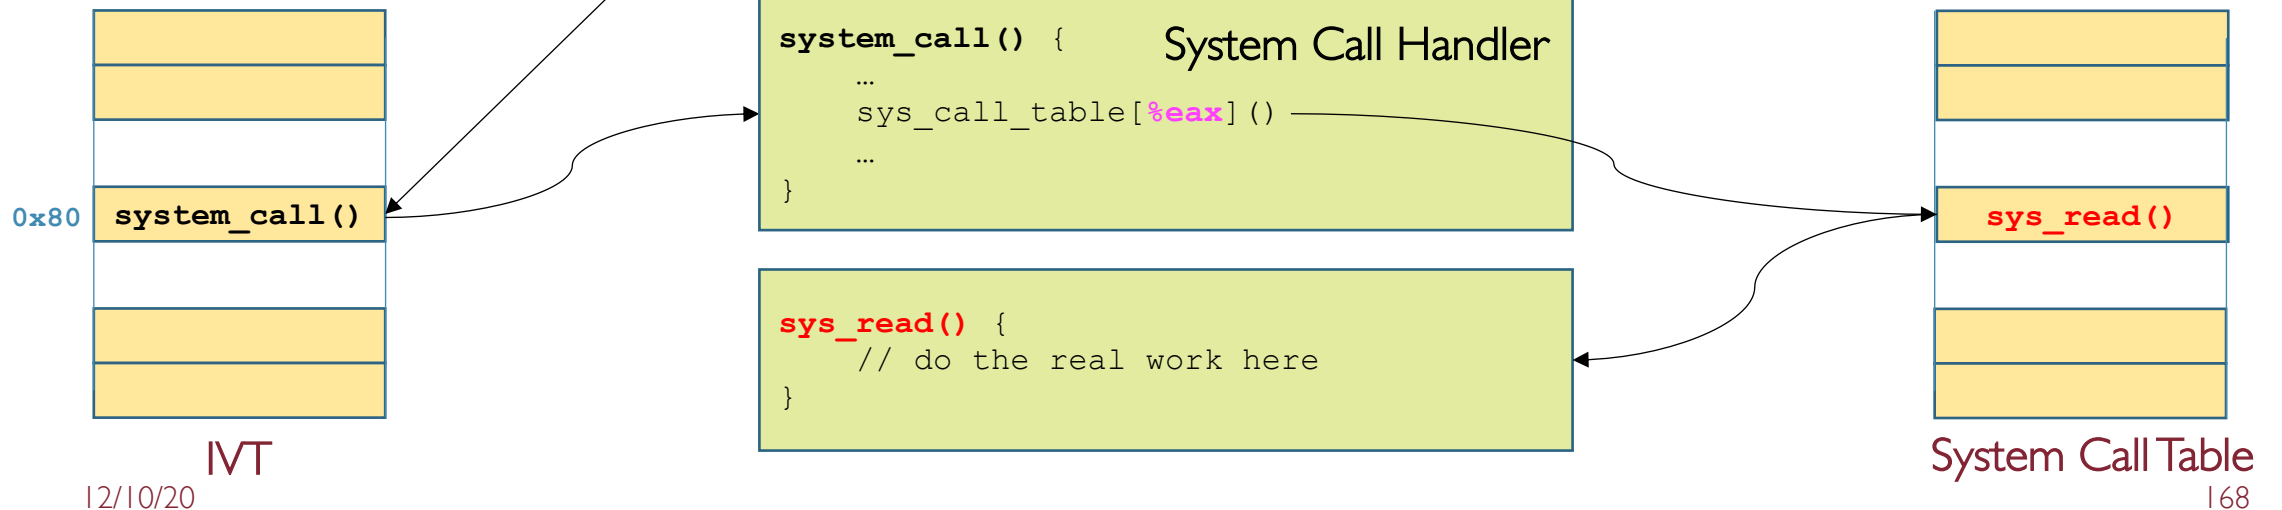 system_call() {
System Call Handler
…
sys_call_table[%eax]()
…
}
0x80
system_call()
sys_read()
sys_read() {
// do the real work here
}
IVT
System Call Table
12/10/20
168